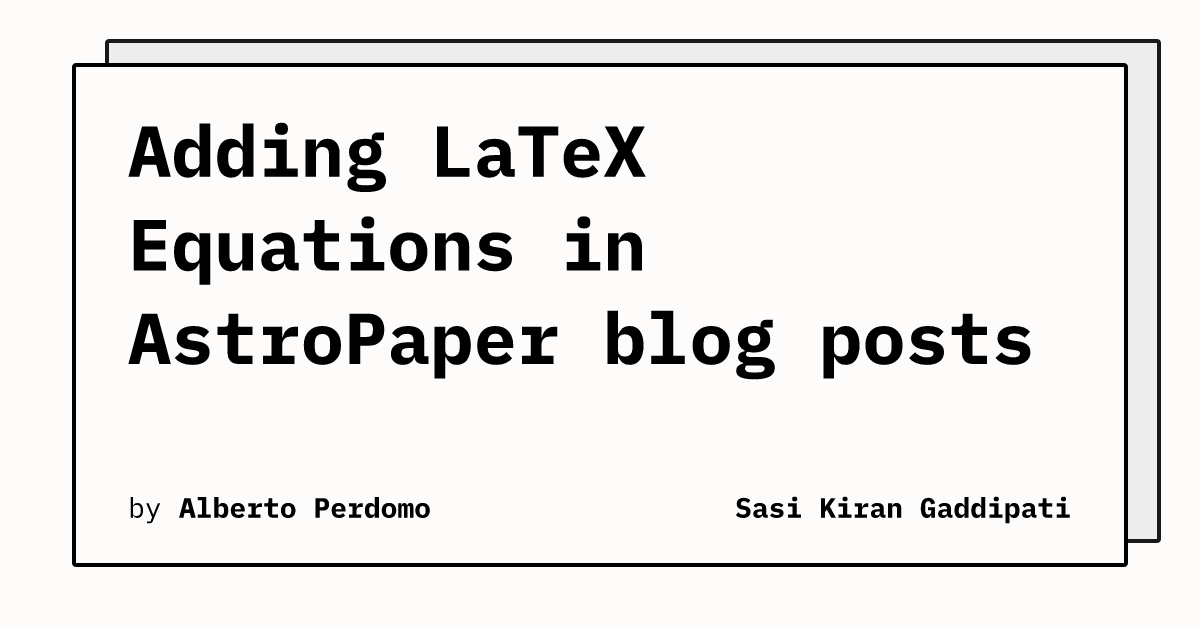 Adding LaTeX
Equations in
AstroPaper blog posts
by Alberto Perdomo
Sasi Kiran Gaddipati